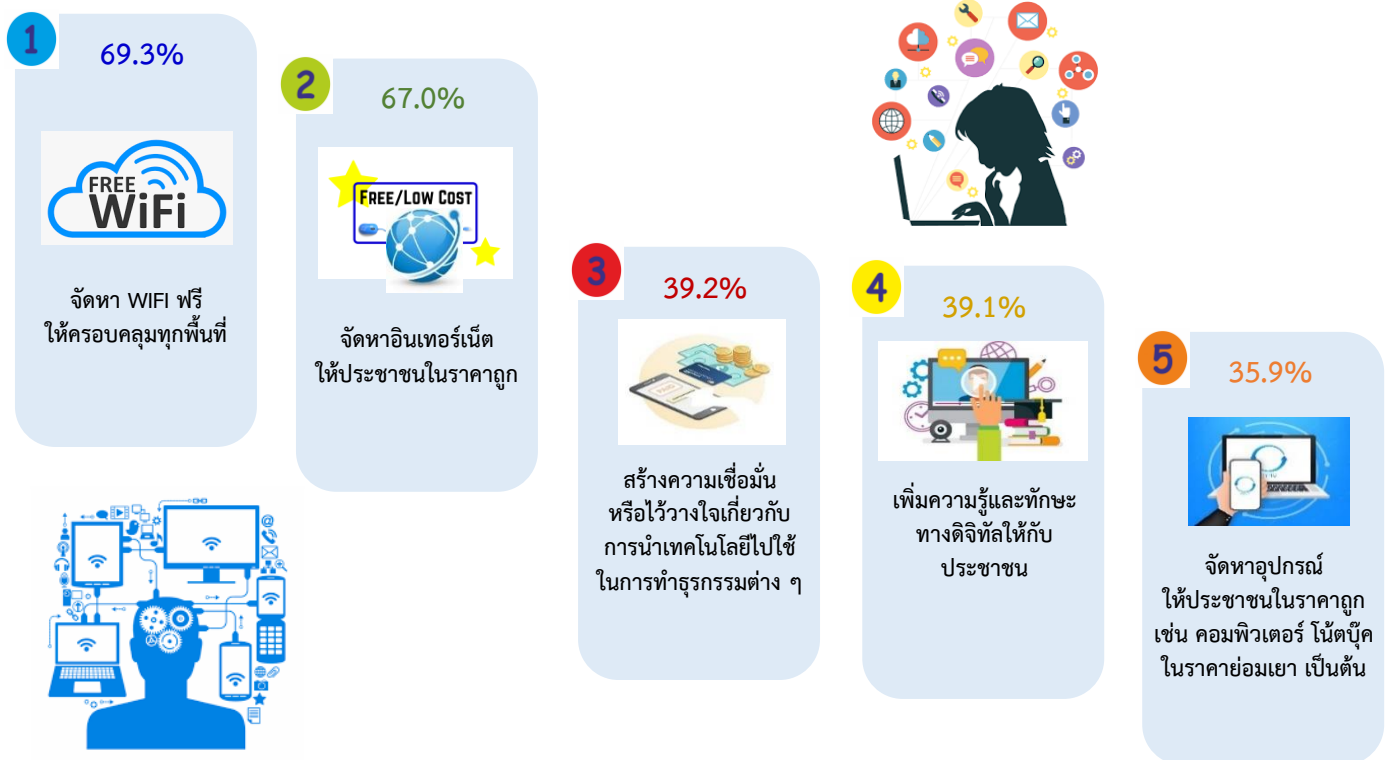 1
69.3%
FREE
WiFi
จัดหา WIFI ฟรี
ให้ครอบคลุมทุกพื้นที่
2
67.0%
FREE/LOW COST
จัดหาอินเทอร์เน็ต
ให้ประชาชนในราคาถูก
3
39.2%
PAID
สร้างความเชื่อมั่น
หรือไว้วางใจเกี่ยวกับ
การนำเทคโนโลยีไปใช้
ในการทำธุรกรรมต่าง ๆ
4
39.1%
เพิ่มความรู้และทักษะ
ทางดิจิทัลให้กับ
ประชาชน
5
35.9%
จัดหาอุปกรณ์
ให้ประชาชนในราคาถูก
เช่น คอมพิวเตอร์ โน้ตบุ๊ค
ในราคาย่อมเยา เป็นต้น